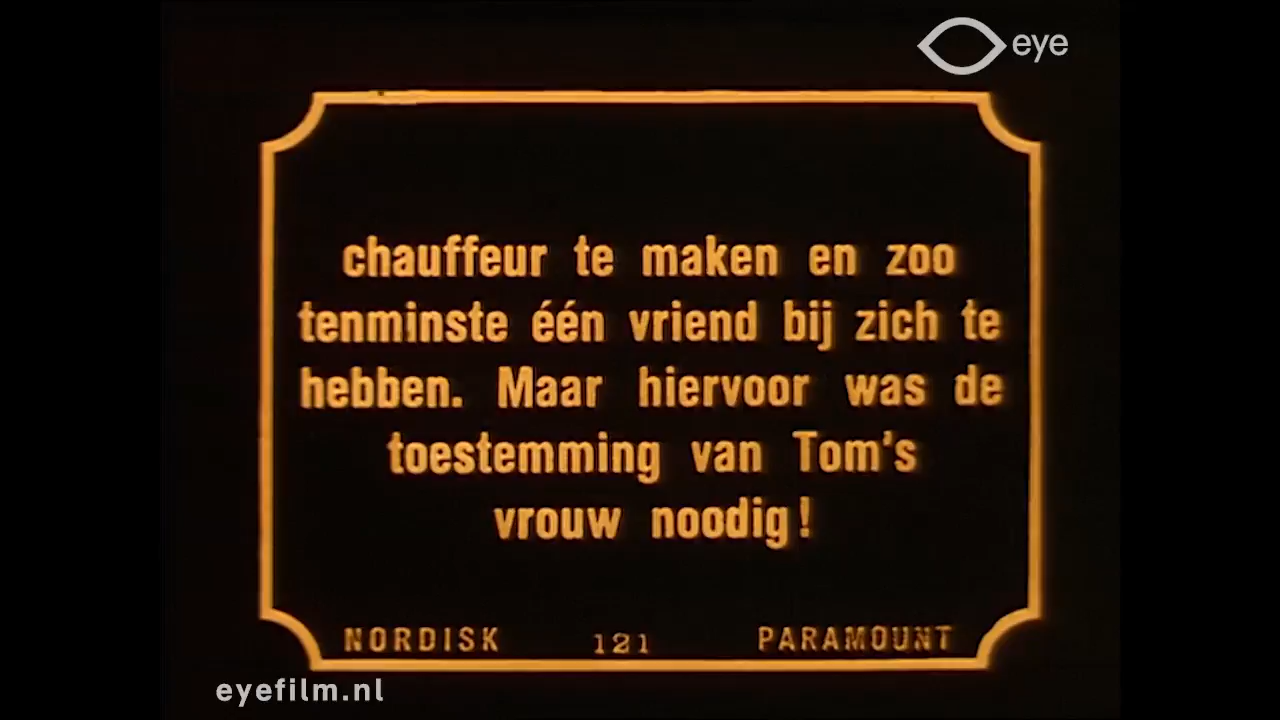 eye
chauffeur te maken en zoo
tenminste één vriend bij zich te
hebben. Maar hiervoor was de
toestemming van Tom's
vrouw noodig!
NORDISK 121 PARAMOUNT
eyefilm.nl